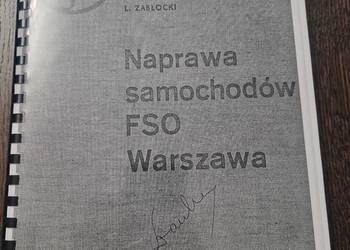 L. ZABŁOCKI
Naprawa
samochodów
FSO
Warszawa